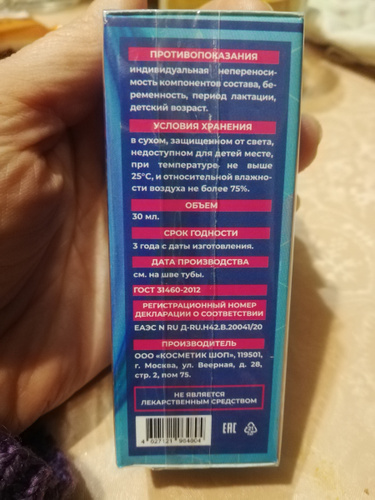 ПРОТИВОПОКАЗАНИЯ
индивидуальная непереноси-
мость компонентов состава, бе-
ременность, период лактации,
детский возраст.
УСЛОВИЯ ХРАНЕНИЯ
в сухом, защищенном от света,
недоступном для детей месте,
при температуре не выше
25°С, и относительной влажно-
сти воздуха не более 75%.
ОБЪЕМ
30 мл.
СРОК ГОДНОСТИ
3 года с даты изготовления.
ДАТА ПРОИЗВОДСТВА
см. на шве тубы.
ГОСТ 31460-2012
РЕГИСТРАЦИОННЫЙ НОМЕР
ДЕКЛАРАЦИИ О СООТВЕТСТВИИ
ЕАЭС N RU Д-RU.НА42.В.20041/20
ПРОИЗВОДИТЕЛЬ
ООО «КОСМЕТИК ШОП», 119501,
г. Москва, ул. Веерная, д. 28,
стр. 2, пом 75.
НЕ ЯВЛЯЕТСЯ
ЛЕКАРСТВЕННЫМ СРЕДСТВОМ
EAC